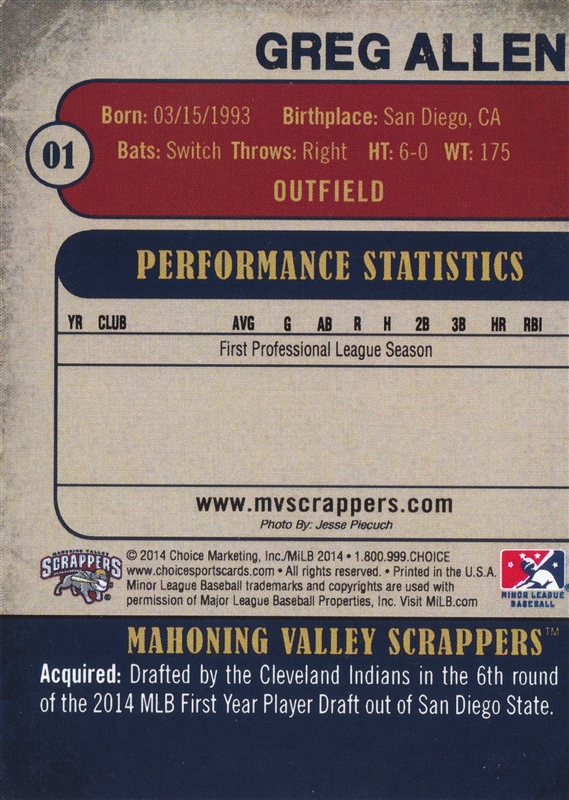 GREG ALLEN
Born: 03/15/1993 Birthplace: San Diego, CA
01
Bats: Switch Throws: Right HT: 6-0 WT: 175
OUTFIELD
PERFORMANCE STATISTICS
YR CLUB AVG G AB R H 2B 3B HR RBI
First Professional League Season
www.mvscrappers.com
Photo By: Jesse Piecuch
MAHONING VALLEY
SCRAPPERS
© 2014 Choice Marketing, Inc./MiLB 2014 • 1.800.999.CHOICE
www.choicesportscards.com • All rights reserved. • Printed in the U.S.A.
Minor League Baseball trademarks and copyrights are used with
permission of Major League Baseball Properties, Inc. Visit MiLB.com
MINOR LEAGUE
BASEBALL
MAHONING VALLEY SCRAPPERS™
Acquired: Drafted by the Cleveland Indians in the 6th round
of the 2014 MLB First Year Player Draft out of San Diego State.